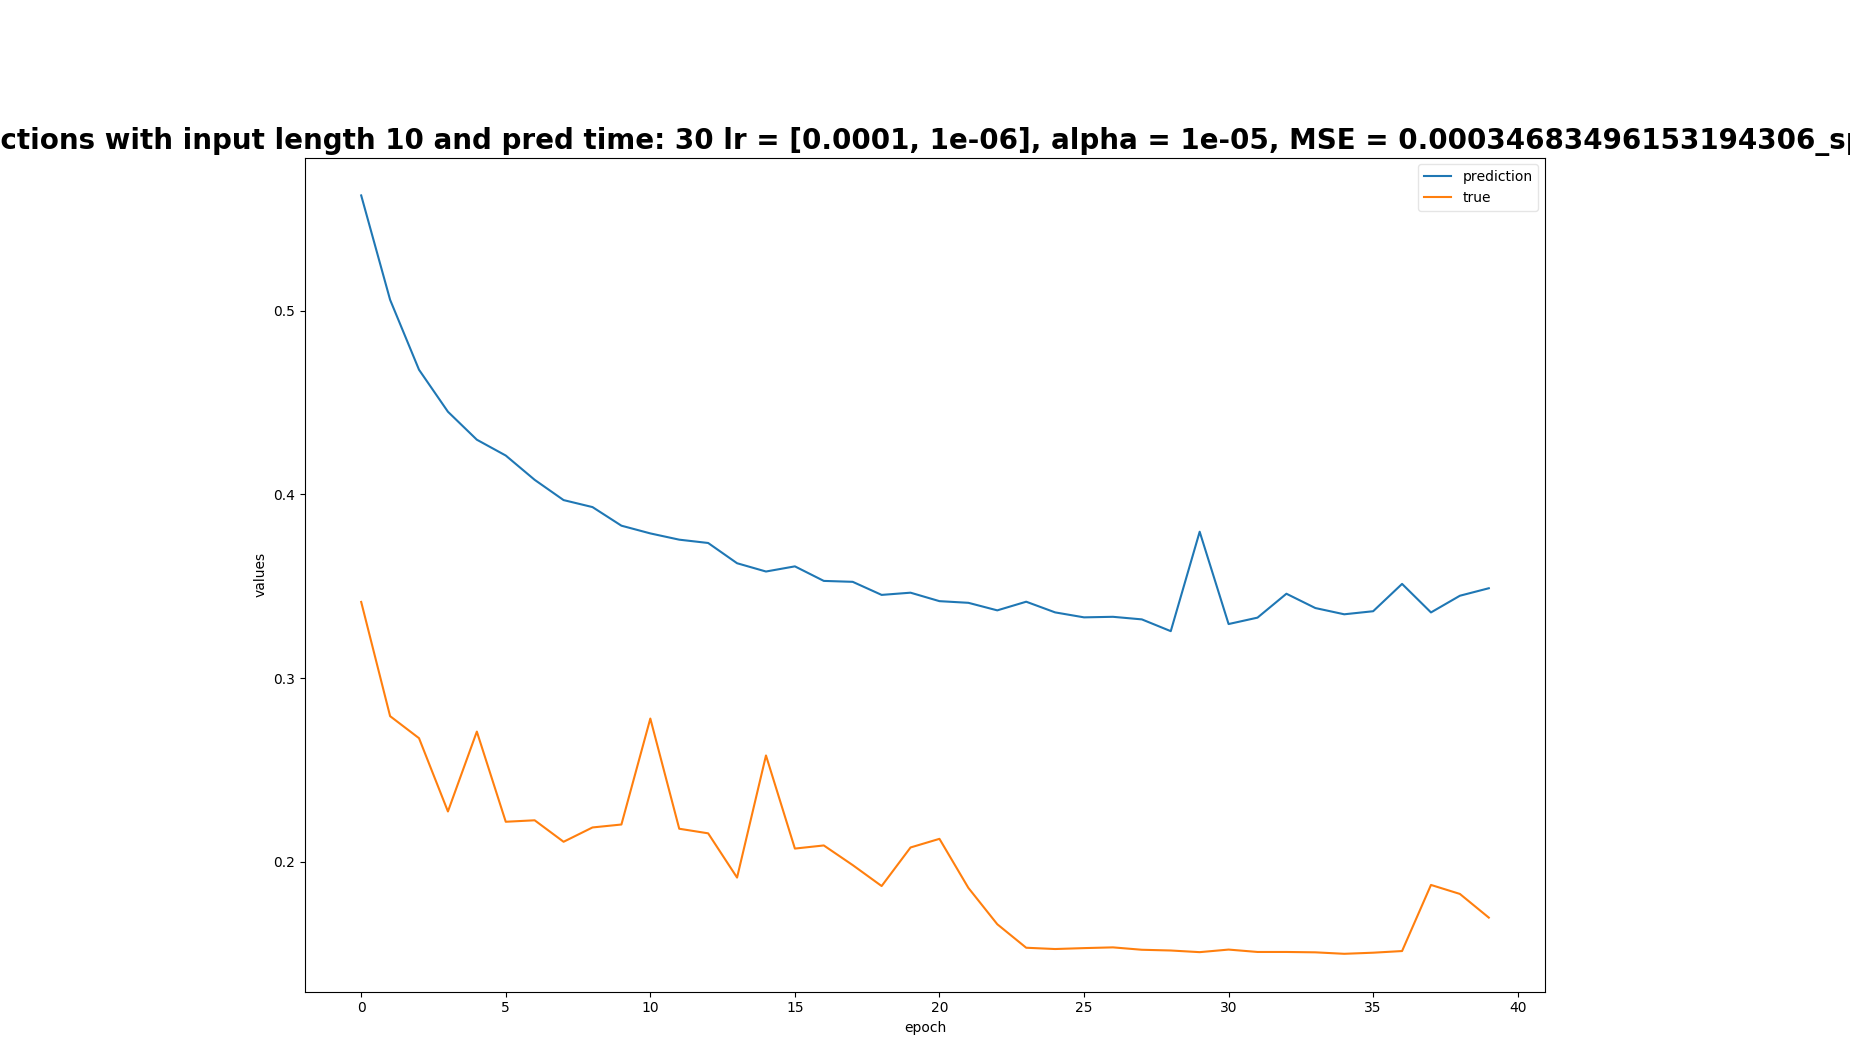 ctions with input length 10 and pred time: 30 lr = [0.0001, 1e-06], alpha = 1e-05, MSE = 0.00034683496153194306_sp
prediction
true
values
0.5
0.4
0.3
0.2
0
5
10
15
20
25
30
35
40
epoch